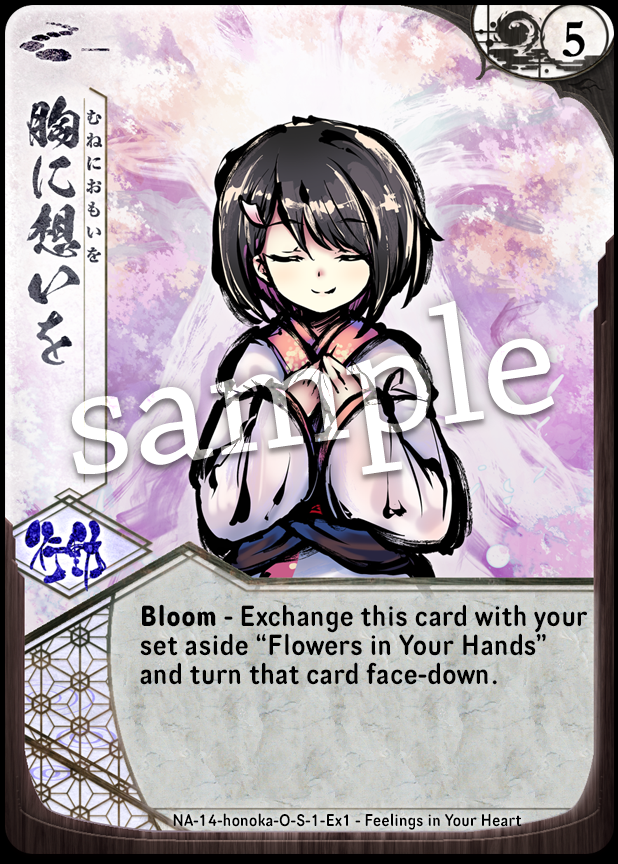 5
胸に想いを
むねにおもいを
sample
行動
Bloom - Exchange this card with your
set aside “Flowers in Your Hands”
and turn that card face-down.
NA-14-honoka-O-S-1-Ex1 - Feelings in Your Heart